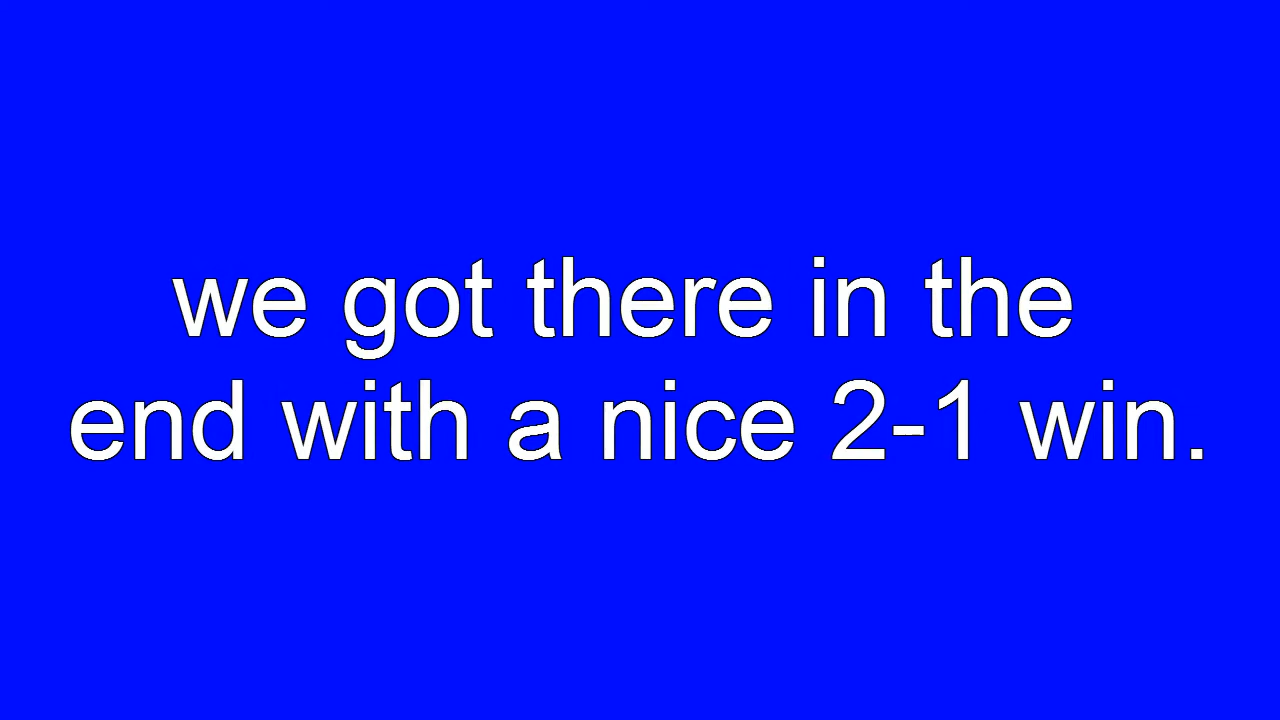 we got there in the
end with a nice 2-1 win.